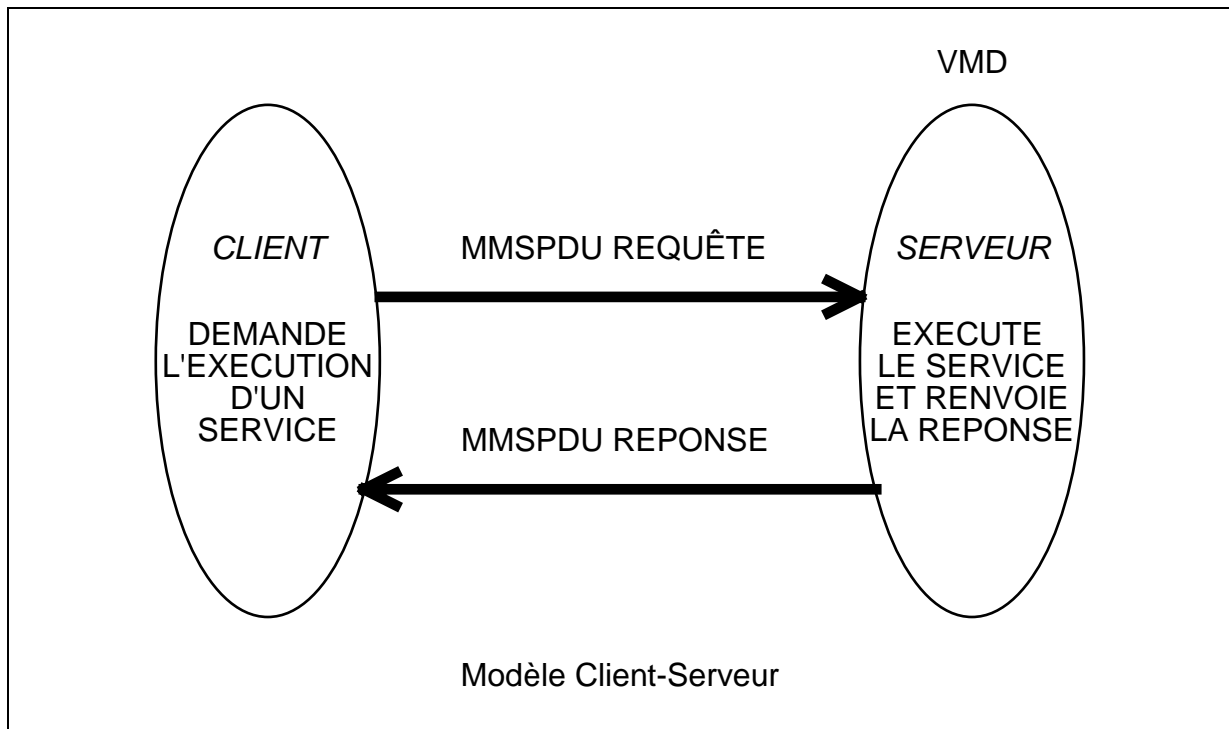 VMD
CLIENT
MMSPDU REQUÊTE
SERVEUR
DEMANDE
L'EXECUTION
D'UN
SERVICE
EXECUTE
LE SERVICE
ET RENVOIE
LA REPONSE
MMSPDU REPONSE
Modèle Client-Serveur